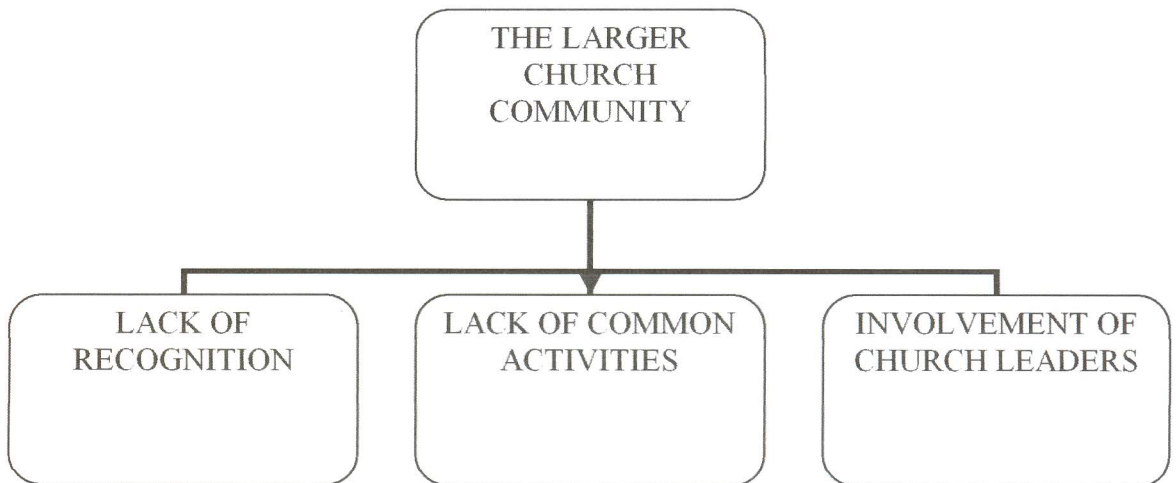 THE LARGER
CHURCH
COMMUNITY
LACK OF
RECOGNITION
LACK OF COMMON
ACTIVITIES
INVOLVEMENT OF
CHURCH LEADERS